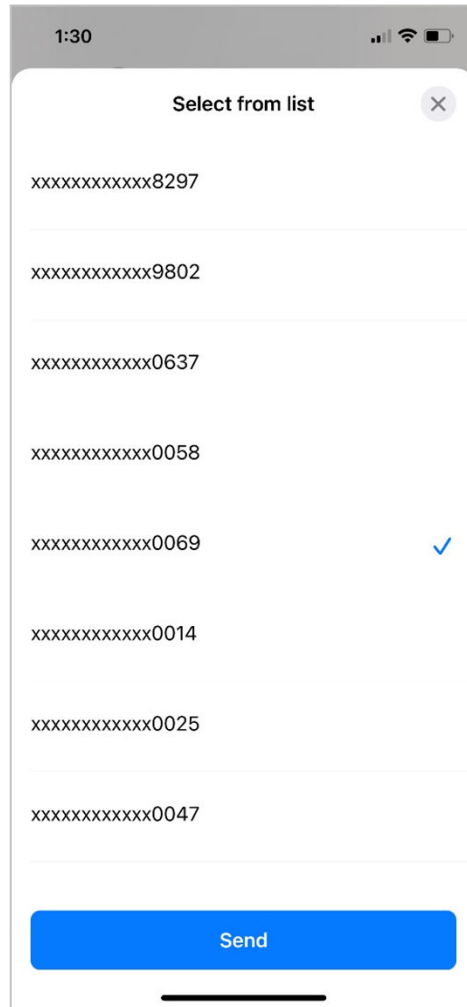 1:30
Select from list
xxxxxxxxxxxx8297
xxxxxxxxxxxx9802
xxxxxxxxxxxx0637
xxxxxxxxxxxx0058
xxxxxxxxxxxx0069
xxxxxxxxxxxx0014
xxxxxxxxxxxx0025
xxxxxxxxxxxx0047
Send